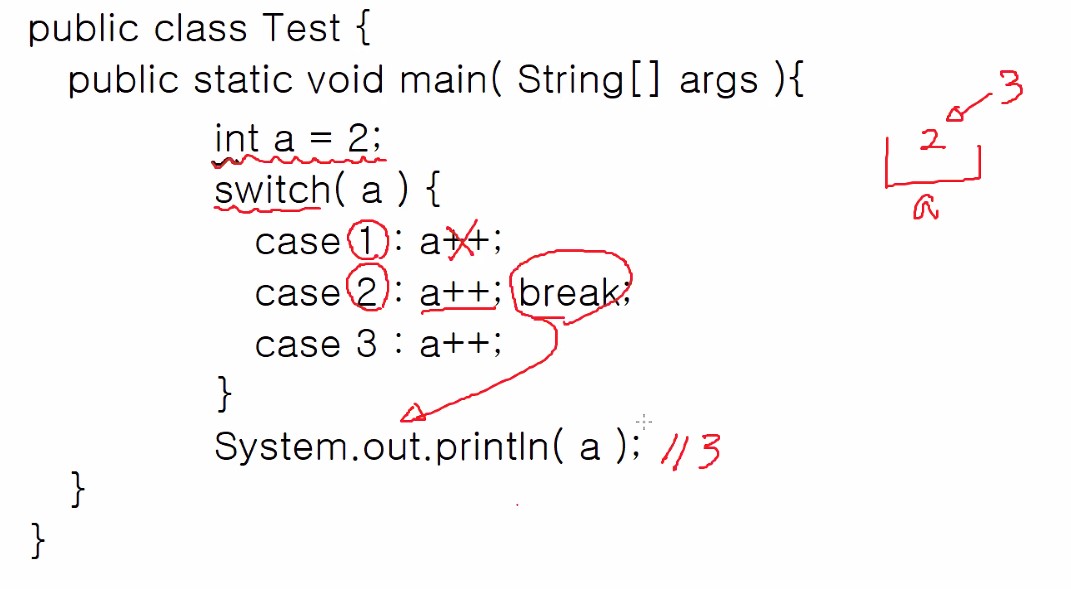 public class Test {
public static void main( String[] args ){
int a = 2;
switch( a ) {
case 1 : a++;
case 2 : a++; break;
case 3 : a++;
}
System.out.println( a ); //3
}
}
3
2
a